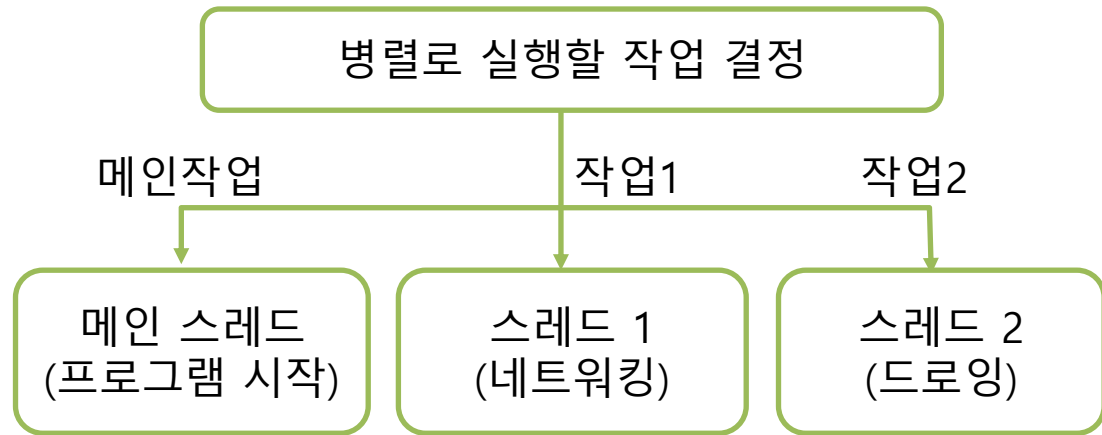 병렬로 실행할 작업 결정
메인작업
작업1
작업2
메인 스레드
(프로그램 시작)
스레드 1
(네트워킹)
스레드 2
(드로잉)